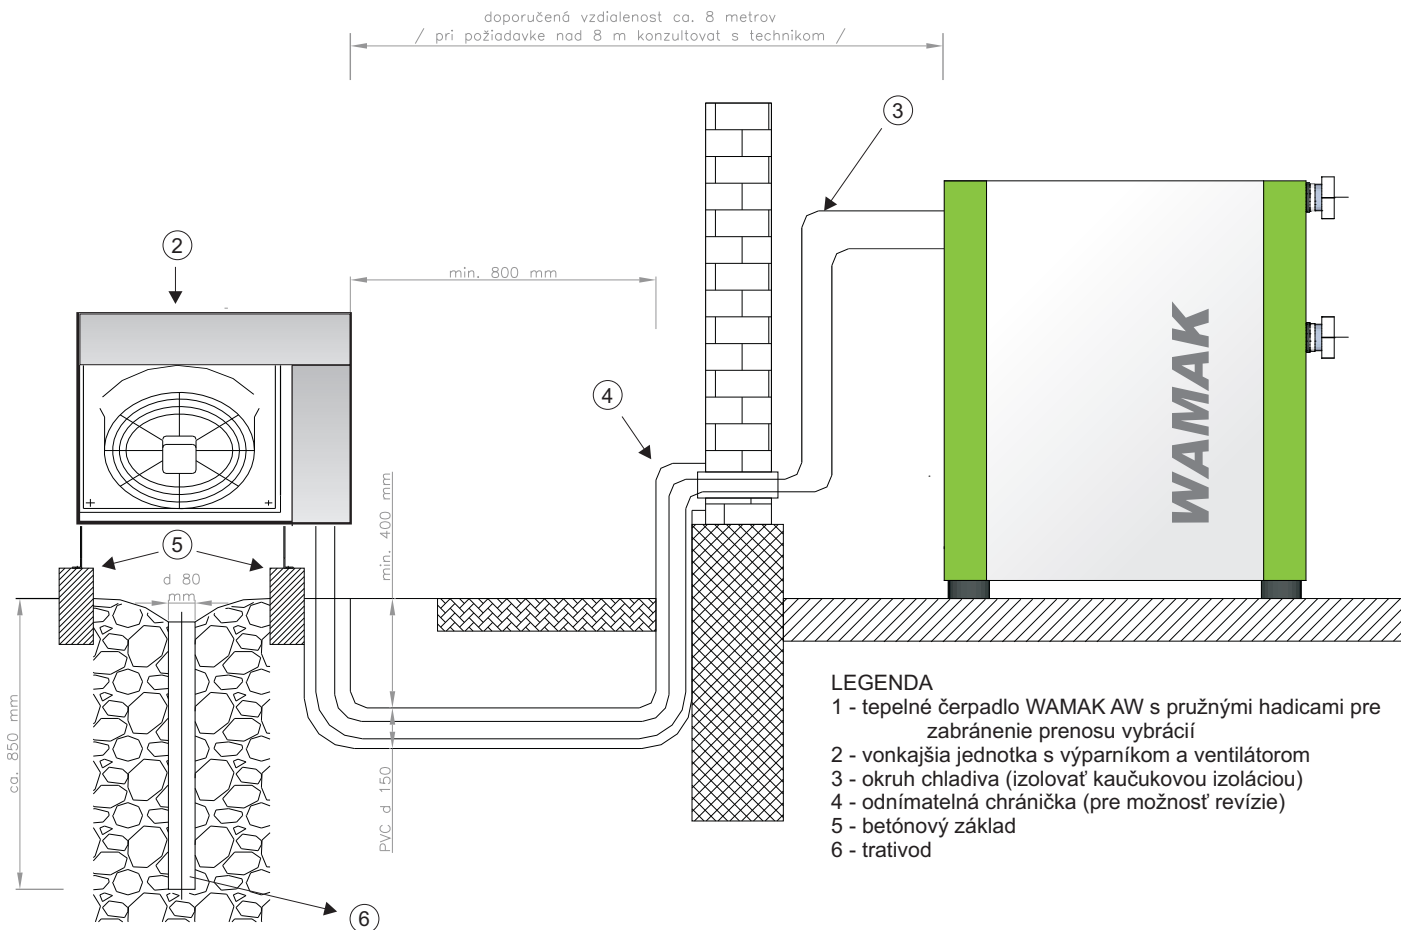 doporučená vzdialenost ca. 8 metrov
/ pri požiadavke nad 8 m konzultovat s technikom /
3
2
min. 800 mm
4
WAMAK
min. 400 mm
5
d 80
mm
ca. 850 mm
PVC d 150
6
LEGENDA
1 - tepelné čerpadlo WAMAK AW s pružnými hadicami pre
zabránenie prenosu vybrácií
2 - vonkajšia jednotka s výparníkom a ventilátorom
3 - okruh chladiva (izolovať kaučukovou izoláciou)
4 - odnímatelná chránička (pre možnosť revízie)
5 - betónový základ
6 - trativod